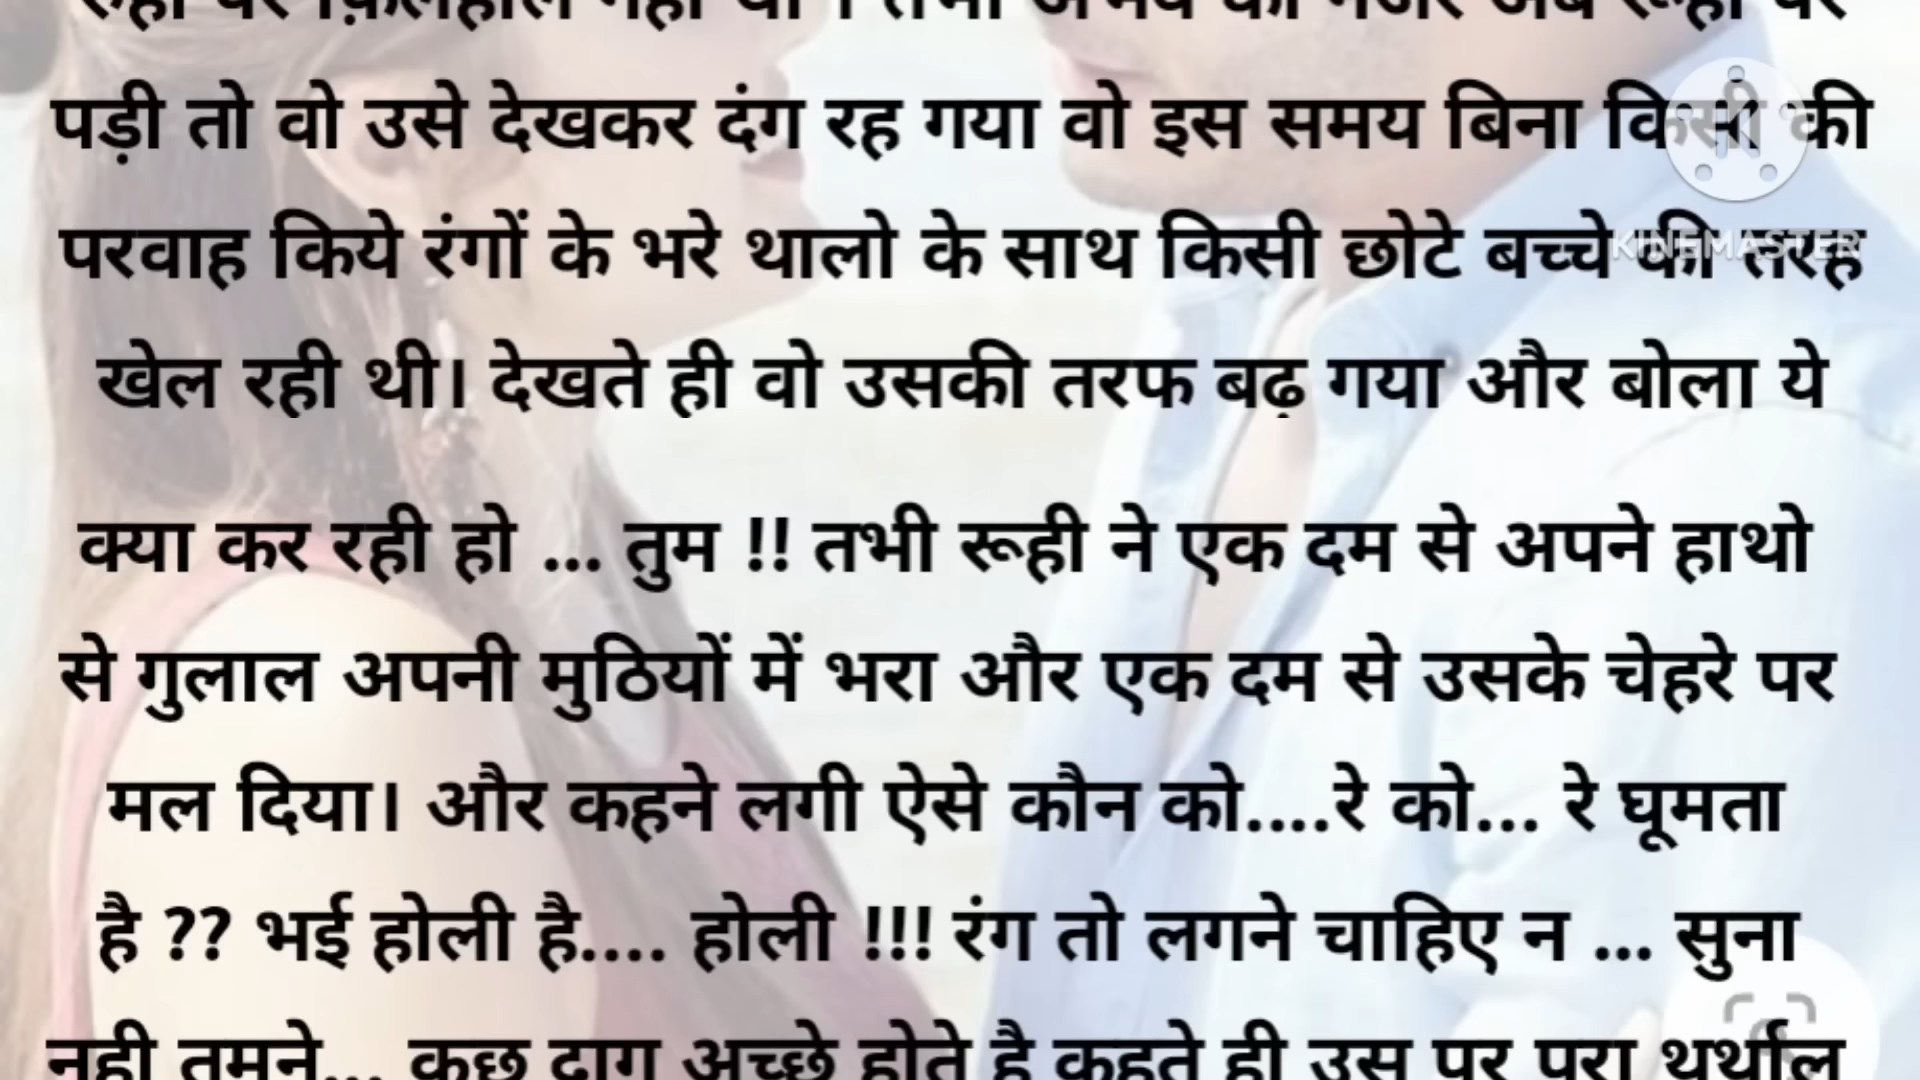 पड़ी तो वो उसे देखकर दंग रह गया वो इस समय बिना किसी की
परवाह किये रंगों के भरे थालो के साथ किसी छोटे बच्चे की तरह
KINEMASTER
खेल रही थी। देखते ही वो उसकी तरफ बढ़ गया और बोला ये
क्या कर रही हो ... तुम !! तभी रूही ने एक दम से अपने हाथो
से गुलाल अपनी मुठियों में भरा और एक दम से उसके चेहरे पर
मल दिया। और कहने लगी ऐसे कौन को....रे को... रे घूमता
है ?? भई होली है.... होली !!! रंग तो लगने चाहिए न ... सुना
नही तुमने... कुछ दाग अच्छे होते है कहते ही उस पर पूरा